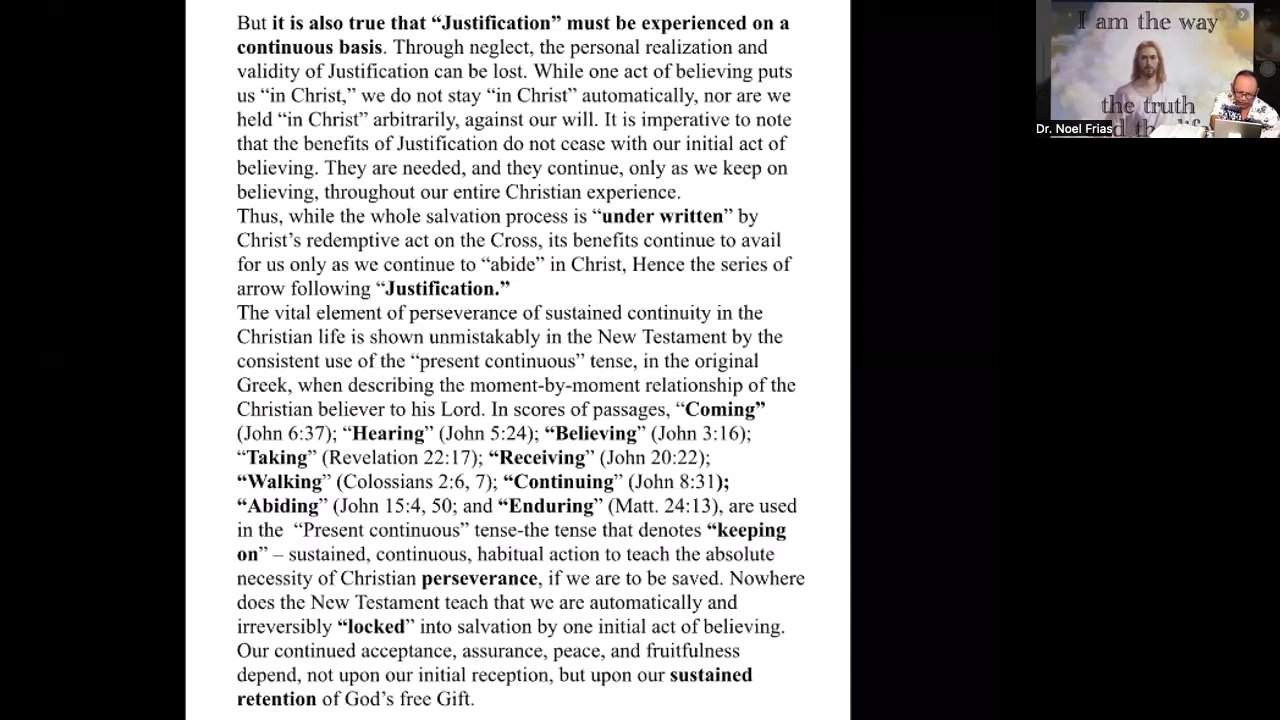 But it is also true that “Justification” must be experienced on a
continuous basis. Through neglect, the personal realization and
validity of Justification can be lost. While one act of believing puts
us “in Christ,” we do not stay “in Christ” automatically, nor are we
held “in Christ” arbitrarily, against our will. It is imperative to note
that the benefits of Justification do not cease with our initial act of
believing. They are needed, and they continue, only as we keep on
believing, throughout our entire Christian experience.
Thus, while the whole salvation process is “under written” by
Christ’s redemptive act on the Cross, its benefits continue to avail
for us only as we continue to “abide” in Christ, Hence the series of
arrow following “Justification.”
The vital element of perseverance of sustained continuity in the
Christian life is shown unmistakably in the New Testament by the
consistent use of the “present continuous” tense, in the original
Greek, when describing the moment-by-moment relationship of the
Christian believer to his Lord. In scores of passages, “Coming”
(John 6:37); “Hearing” (John 5:24); “Believing” (John 3:16);
“Taking” (Revelation 22:17); “Receiving” (John 20:22);
“Walking” (Colossians 2:6, 7); “Continuing” (John 8:31);
“Abiding” (John 15:4, 50; and “Enduring” (Matt. 24:13), are used
in the “Present continuous” tense-the tense that denotes “keeping
on” – sustained, continuous, habitual action to teach the absolute
necessity of Christian perseverance, if we are to be saved. Nowhere
does the New Testament teach that we are automatically and
irreversibly “locked” into salvation by one initial act of believing.
Our continued acceptance, assurance, peace, and fruitfulness
depend, not upon our initial reception, but upon our sustained
retention of God’s free Gift.
I am the way
the truth
Dr. Noel Frias